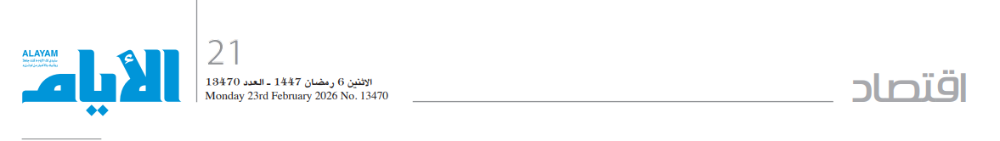 اقتصاد
21
الاثنين 6 رمضان 1447 ـ العدد 13470
Monday 23rd February 2026 No. 13470
ALAYAM
الأيام